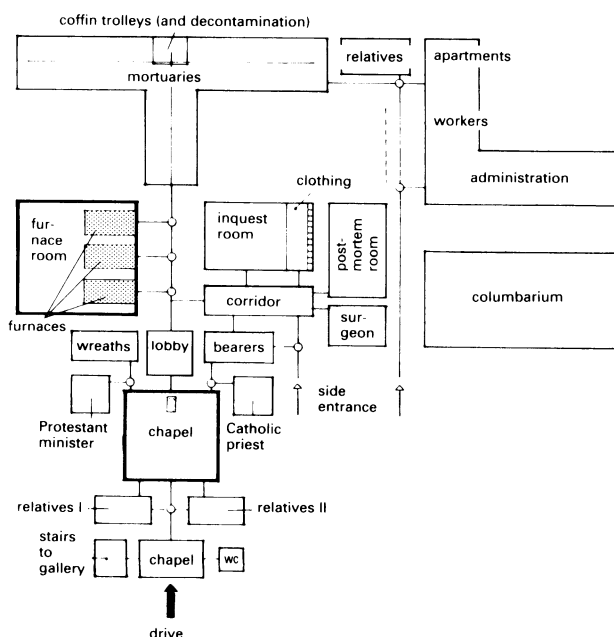 coffin trolleys (and decontamination)
mortuaries
relatives
apartments
workers
administration
clothing
fur-
nace
room
inquest
room
post-
mortem
room
columbarium
corridor
furnaces
sur-
geon
wreaths
lobby
bearers
side
entrance
Protestant
minister
chapel
Catholic
priest
relatives I
relatives II
stairs
to
gallery
chapel
wc
drive